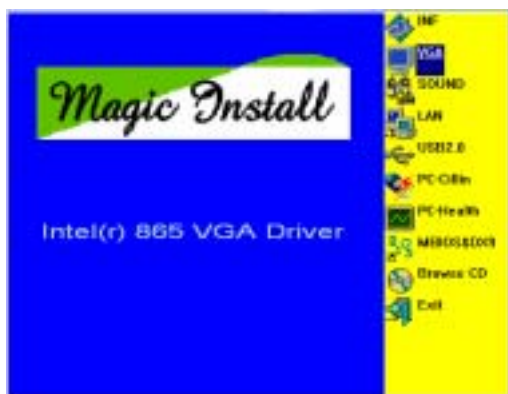 Magic Install
Intel(r) 865 VGA Driver
INF
VGA
SOUND
LAN
USB2.0
PC-Cillin
PC-Health
Browse CD
Exit